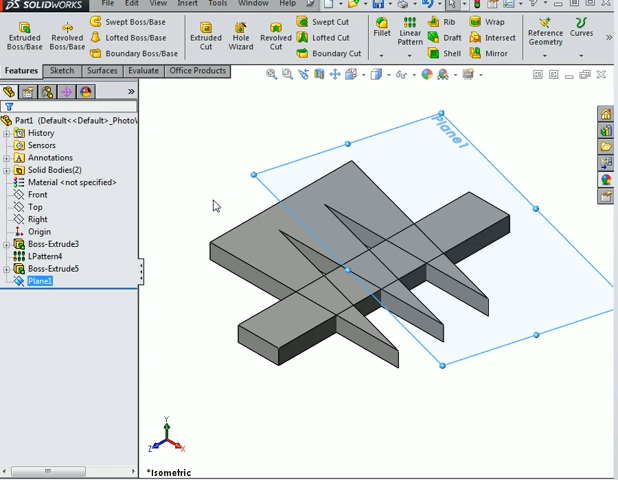 SOLIDWORKS
File Edit View Insert Tools Window Help
Extruded Boss/Base
Revolved Boss/Base
Swept Boss/Base
Lofted Boss/Base
Boundary Boss/Base
Extruded Cut
Hole Wizard
Revolved Cut
Swept Cut
Lofted Cut
Boundary Cut
Fillet
Linear Pattern
Rib
Draft
Shell
Wrap
Intersect
Mirror
Reference Geometry
Curves
Features Sketch Surfaces Evaluate Office Products
Part1 (Default<<Default>_Photo
History
Sensors
Annotations
Solid Bodies(2)
Material <not specified>
Front
Top
Right
Origin
Boss-Extrude3
LPattern4
Boss-Extrude5
Plane1
Plane1
Y
Z
X
*Isometric